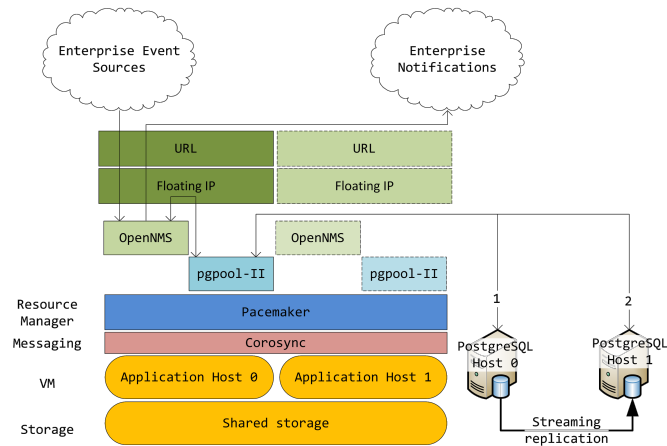 Enterprise Event
Sources
Enterprise
Notifications
URL
URL
Floating IP
Floating IP
OpenNMS
OpenNMS
pgpool-II
pgpool-II
Resource
Manager
Pacemaker
1
2
Messaging
Corosync
PostgreSQL
Host 0
PostgreSQL
Host 1
VM
Application Host 0
Application Host 1
Storage
Shared storage
Streaming
replication